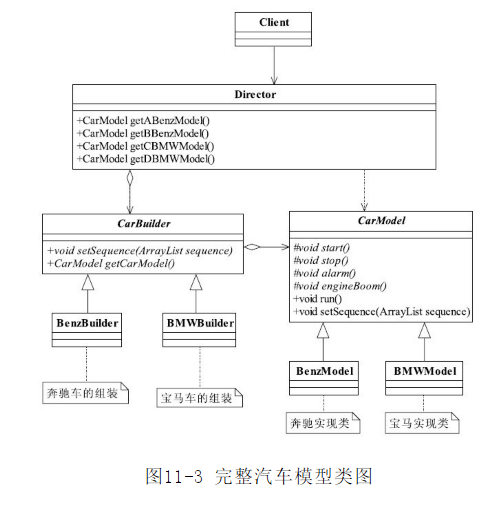 Client
Director
+CarModel getABenzModel()
+CarModel getBBenzModel()
+CarModel getCBMWModel()
+CarModel getDBMWModel()
CarBuilder
+void setSequence(ArrayList sequence)
+CarModel getCarModel()
CarModel
#void start()
#void stop()
#void alarm()
#void engineBoom()
+void run()
+void setSequence(ArrayList sequence)
BenzBuilder
BMWBuilder
BenzModel
BMWModel
奔驰车的组装
宝马车的组装
奔驰实现类
宝马实现类
图11-3 完整汽车模型类图